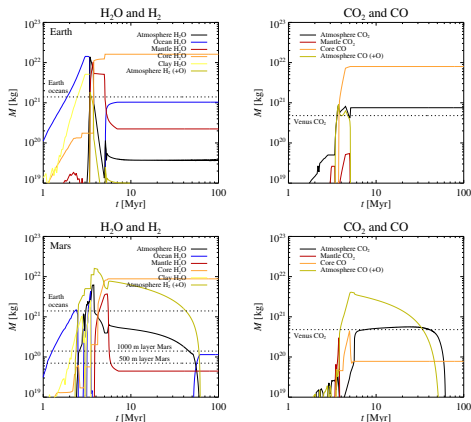 H₂O and H₂
CO₂ and CO
Earth
Atmosphere H₂O
Ocean H₂O
Mantle H₂O
Core H₂O
Clay H₂O
Atmosphere H₂ (+O)
Earth
oceans
M [kg]
10²³
10²²
10²¹
10²⁰
10¹⁹
1
10
100
t [Myr]
Atmosphere CO₂
Mantle CO₂
Core CO
Atmosphere CO (+O)
Venus CO₂
M [kg]
10²³
10²²
10²¹
10²⁰
10¹⁹
1
10
100
t [Myr]
H₂O and H₂
CO₂ and CO
Mars
Atmosphere H₂O
Ocean H₂O
Mantle H₂O
Core H₂O
Clay H₂O
Atmosphere H₂ (+O)
Earth
oceans
1000 m layer Mars
500 m layer Mars
M [kg]
10²³
10²²
10²¹
10²⁰
10¹⁹
1
10
100
t [Myr]
Atmosphere CO₂
Mantle CO₂
Core CO
Atmosphere CO (+O)
Venus CO₂
M [kg]
10²³
10²²
10²¹
10²⁰
10¹⁹
1
10
100
t [Myr]